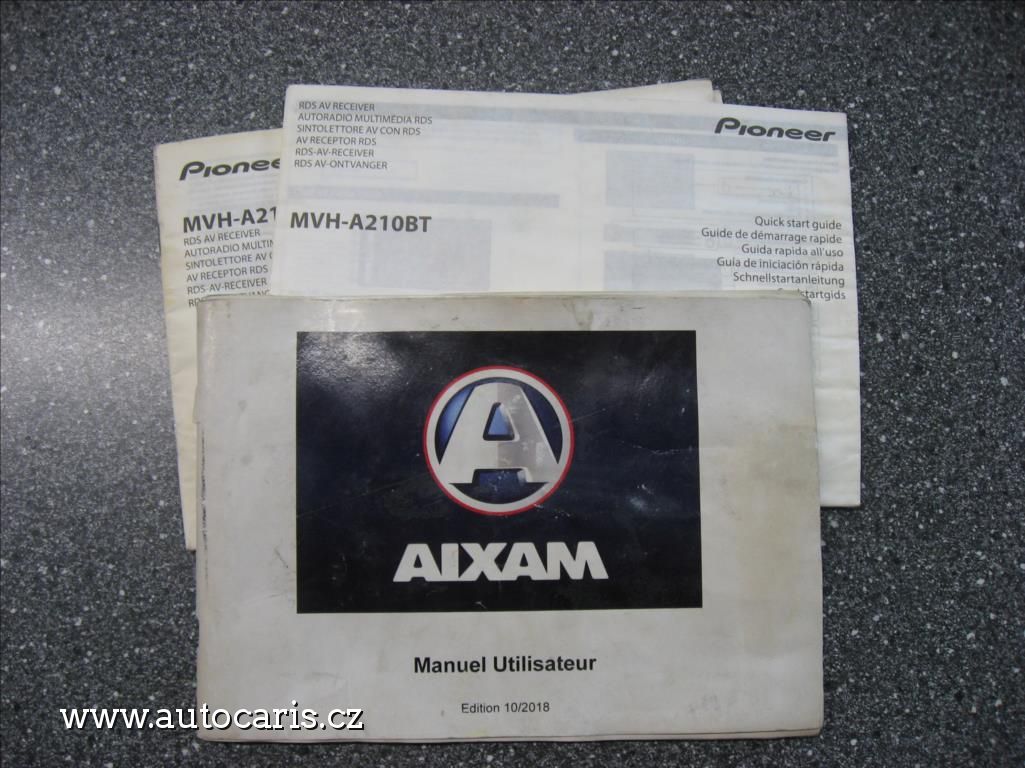 RDS AV RECEIVER
AUTORADIO MULTIMÉDIA RDS
SINTOLETTORE AV CON RDS
AV RECEPTOR RDS
RDS-AV-RECEIVER
RDS AV-ONTVANGER
Pioneer
MVH-A210BT
Quick start guide
Guide de démarrage rapide
Guida rapida all'uso
Guía de iniciación rápida
Schnellstartanleitung
startgids
Pionee
MVH-A21
RDS AV RECEIVER
AUTORADIO MULTIM
SINTOLETTORE AV C
AV RECEPTOR RDS
RDS-AV-RECEIVER
A
AIXAM
Manuel Utilisateur
Edition 10/2018
www.autocaris.cz